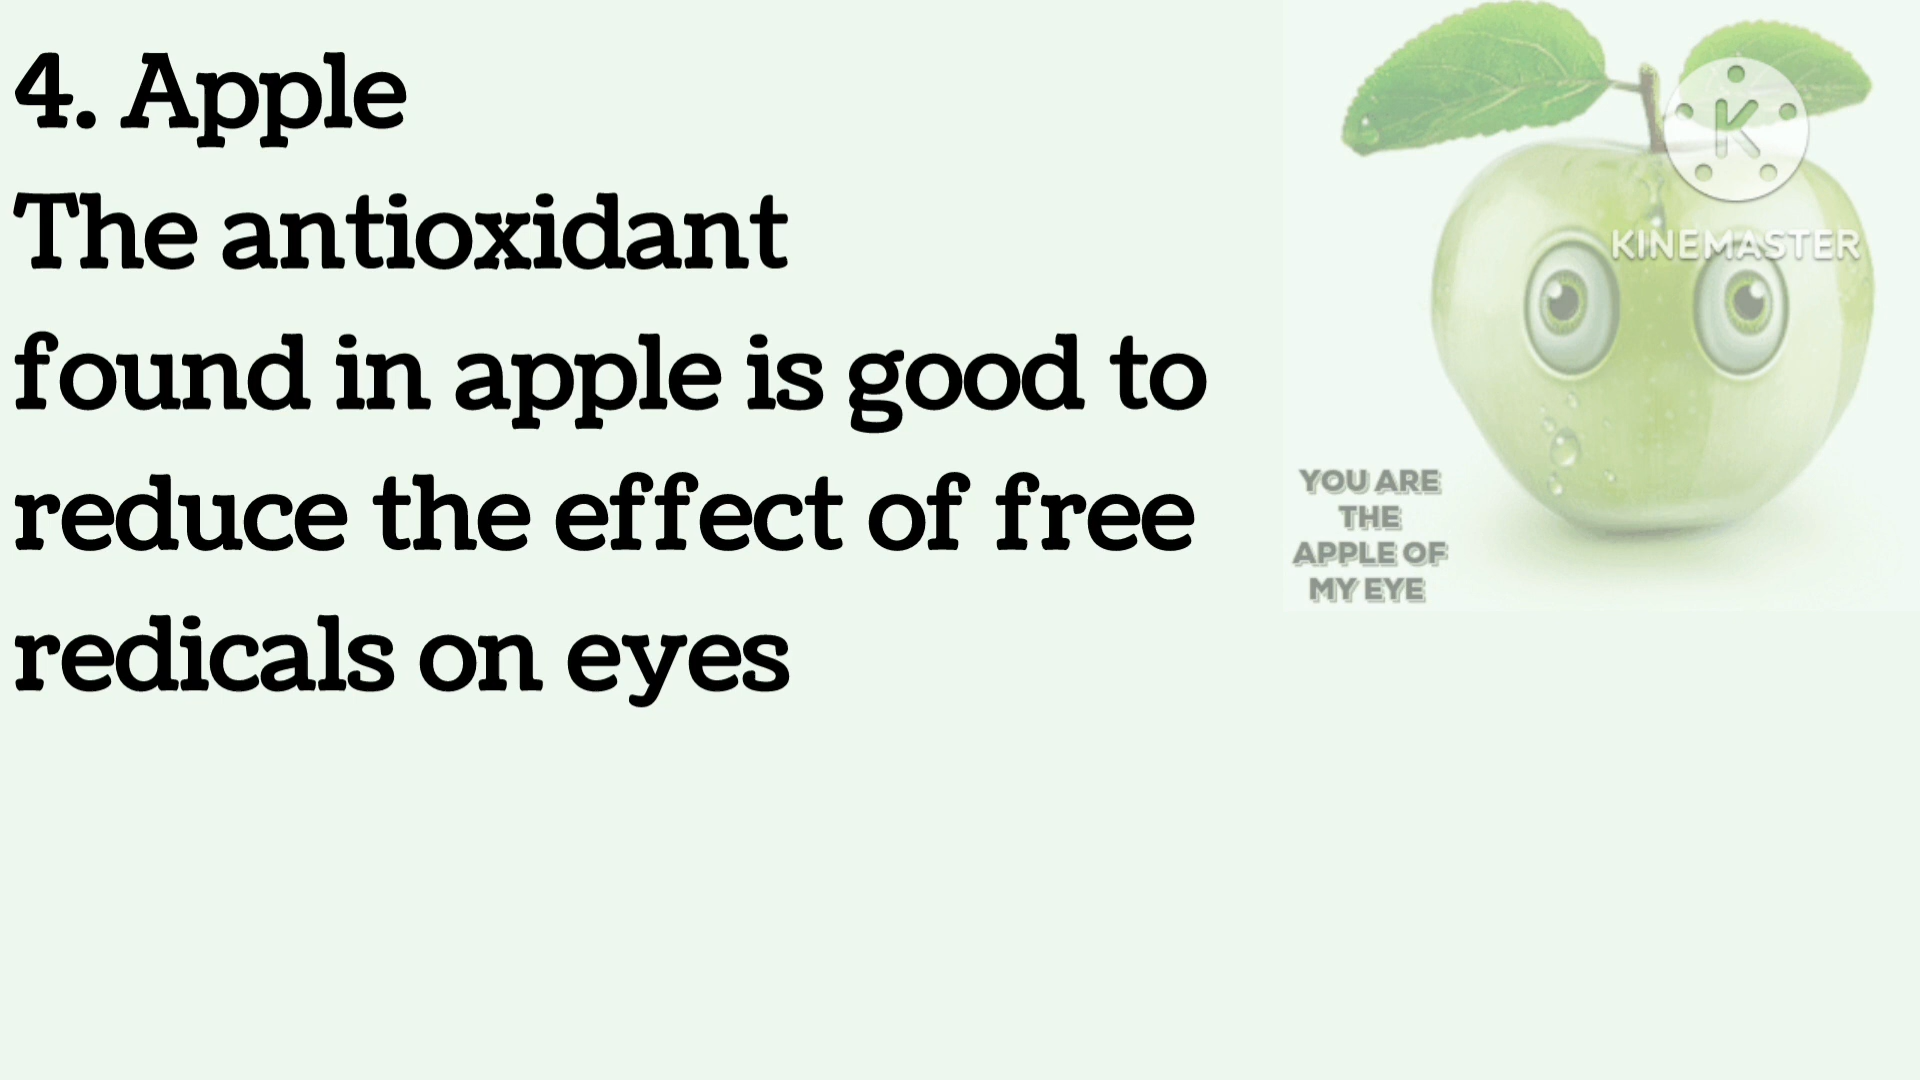 4. Apple
The antioxidant
found in apple is good to
reduce the effect of free
redicals on eyes
K
KINEMASTER
YOU ARE
THE
APPLE OF
MY EYE